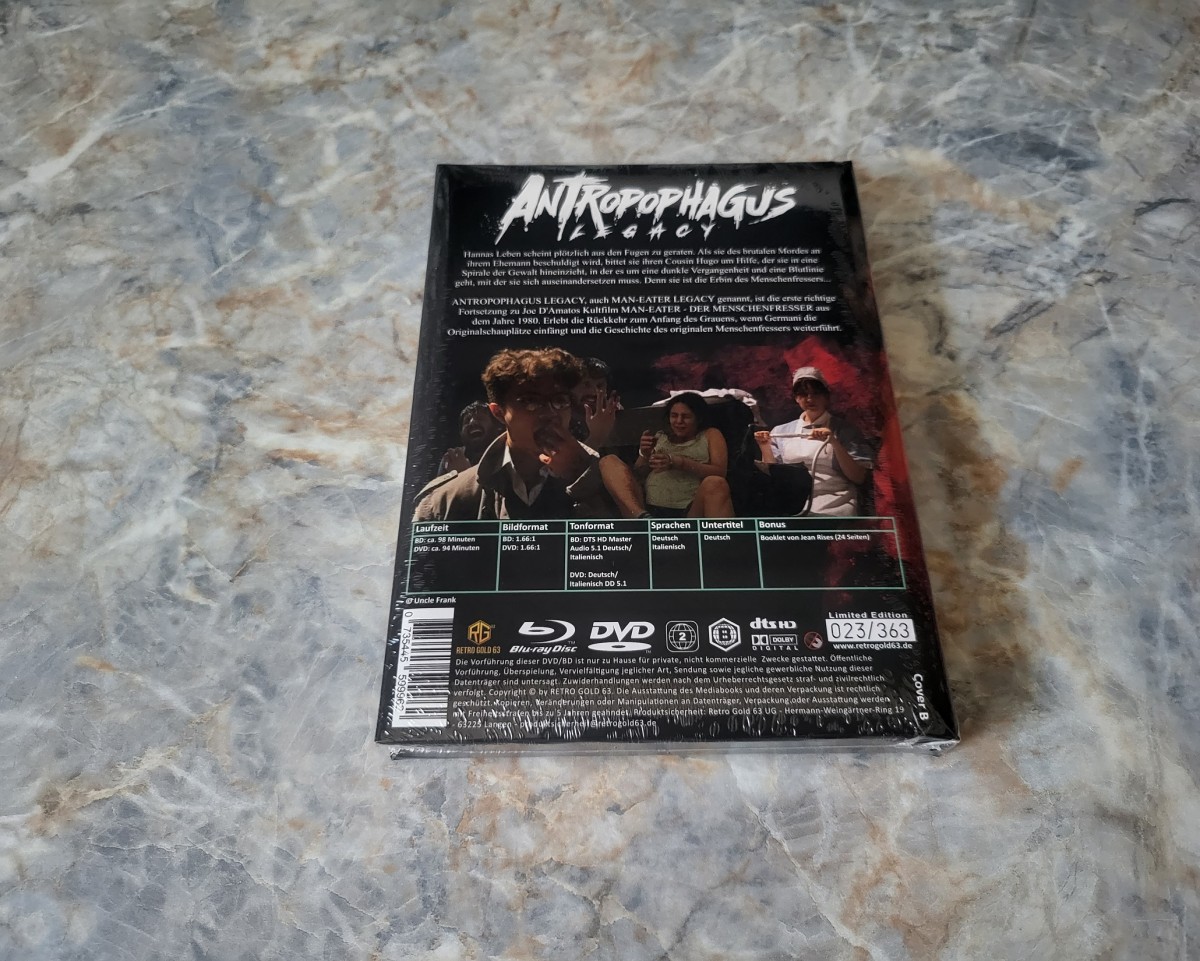 ANTROPOPHAGUS
LEGACY
Hannas Leben scheint plötzlich aus den Fugen zu geraten. Als sie des brutalen Mordes an
ihrem Ehemann beschuldigt wird, bittet sie ihren Cousin Hugo um Hilfe, der sie in eine
Spirale der Gewalt hineinzieht, in der es um eine dunkle Vergangenheit und eine Blutlinie
geht, mit der sie sich auseinandersetzen muss. Denn sie ist die Erbin des Menschenfressers...
ANTROPOPHAGUS LEGACY, auch MAN-EATER LEGACY genannt, ist die erste richtige
Fortsetzung zu Joe D'Amatos Kultfilm MAN-EATER - DER MENSCHENFRESSER aus
dem Jahre 1980. Erlebt die Rückkehr zum Anfang des Grauens, wenn Germani die
Originalschauplätze einfängt und die Geschichte des originalen Menschenfressers weiterführt.
Laufzeit
BD: ca. 98 Minuten
DVD: ca. 94 Minuten
Bildformat
BD: 1.66:1
DVD: 1.66:1
Tonformat
BD: DTS HD Master
Audio 5.1 Deutsch/
Italienisch
DVD: Deutsch/
Italienisch DD 5.1
Sprachen
Deutsch
Italienisch
Untertitel
Deutsch
Bonus
Booklet von Jean Rises (24 Seiten)
@ Uncle Frank
0 735445 599962
RG
RETRO GOLD 63
Blu-ray Disc
DVD
2
B
dts HD
DOLBY
DIGITAL
Limited Edition
023/363
www.retrogold63.de
Die Vorführung dieser DVD/BD ist nur zu Hause für private, nicht kommerzielle Zwecke gestattet. Öffentliche
Vorführung, Überspielung, Vervielfältigung jeglicher Art, Sendung sowie jegliche gewerbliche Nutzung dieser
Datenträger sind untersagt. Zuwiderhandlungen werden nach dem Urheberrechtgesetz straf- und zivilrechtlich
verfolgt. Copyright © by RETRO GOLD 63. Die Ausstattung des Mediabooks und deren Verpackung ist rechtlich
geschützt. Kopieren, Veränderungen oder Manipulationen an Datenträger, Verpackung oder Ausstattung werden
mit Freiheitsstrafen bis zu 5 Jahren geahndet. Produktsicherheit: Retro Gold 63 UG - Hermann-Weingärtner-Ring 19
- 63225 Langen - produktsicherheit@retrogold63.de
Cover B